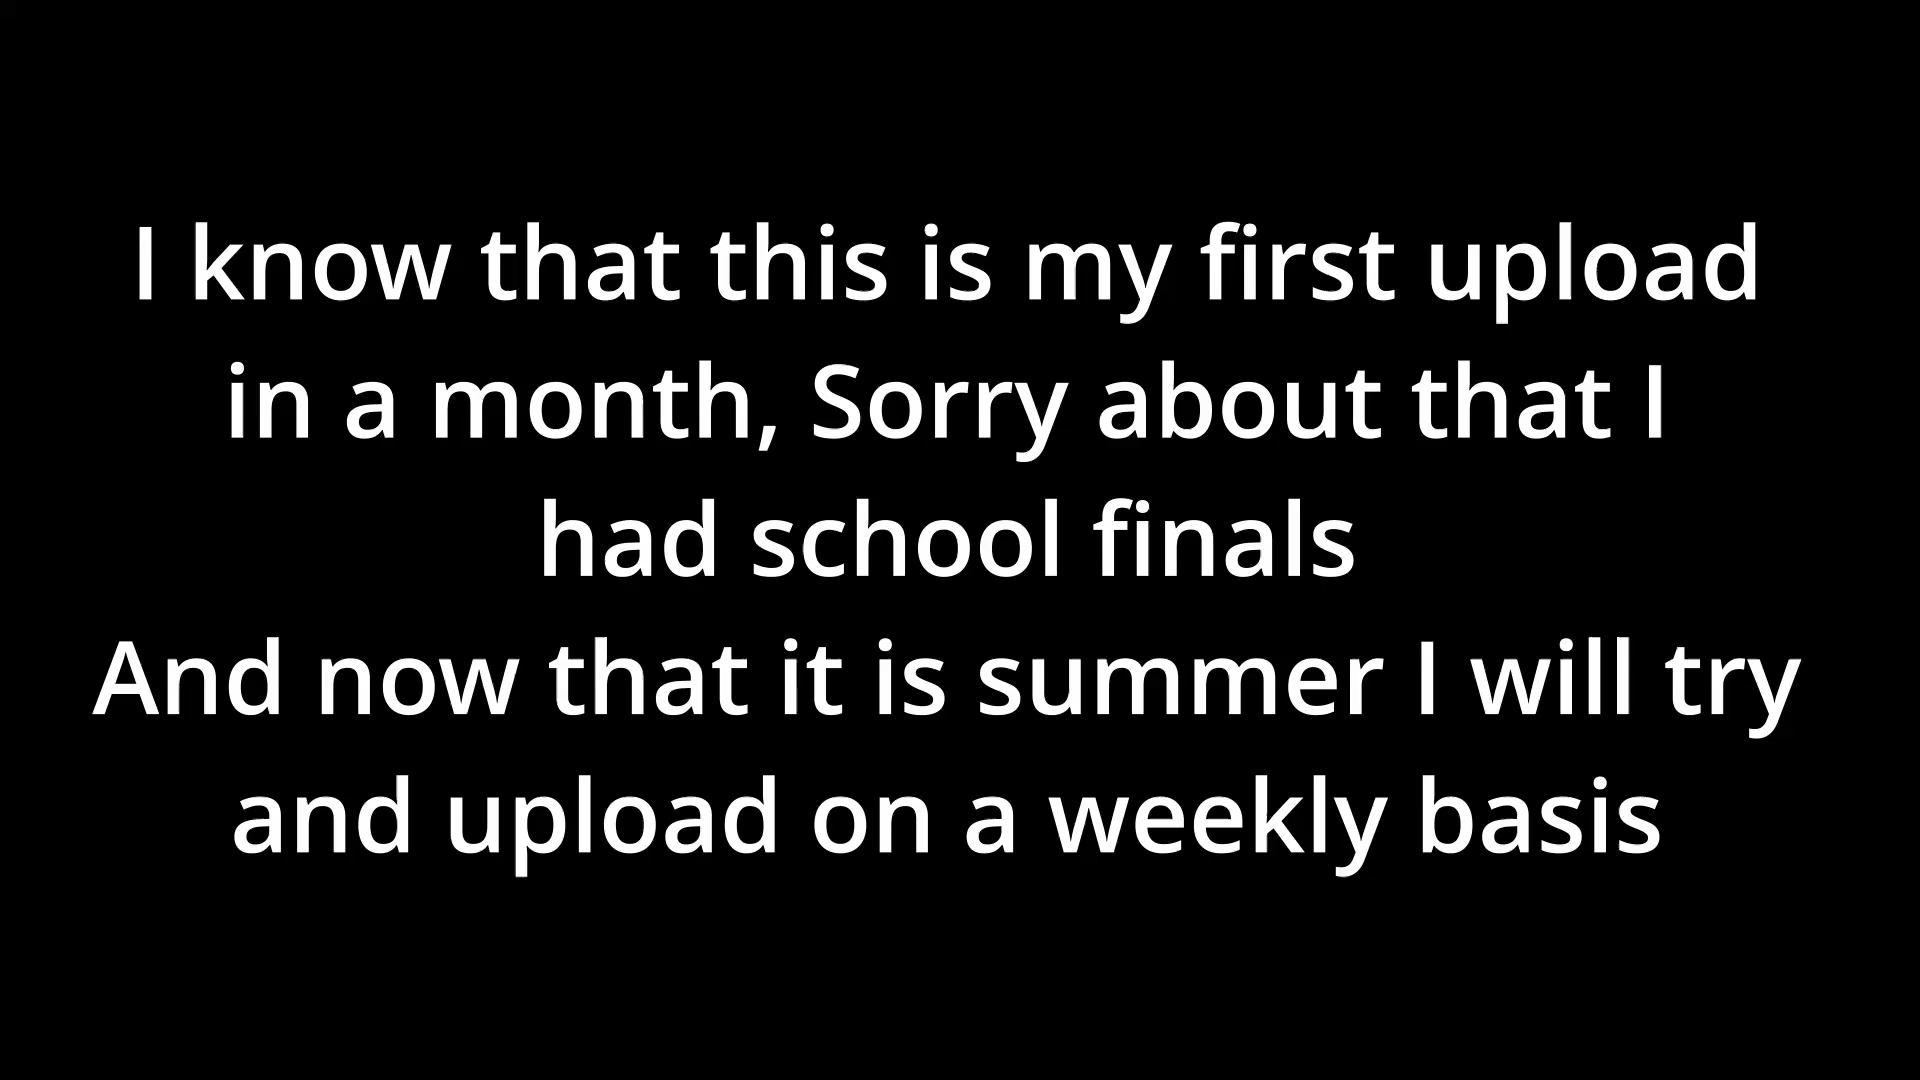 I know that this is my first upload
in a month, Sorry about that I
had school finals
And now that it is summer I will try
and upload on a weekly basis